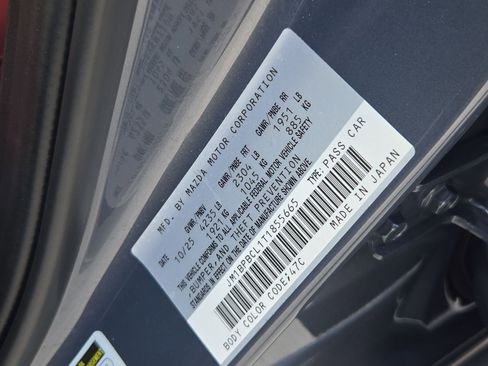 MFD. BY MAZDA MOTOR CORPORATION
GVWR/PNBV GAWR/PNBE FRT GAWR/PNBE RR
10/25 4235 LB 2304 LB 1951 LB
1921 KG 1045 KG 885 KG
THIS VEHICLE CONFORMS TO ALL APPLICABLE FEDERAL MOTOR VEHICLE SAFETY
,BUMPER, AND THEFT PREVENTION
STANDARDS IN EFFECT ON THE DATE OF MANUFACTURE SHOWN ABOVE.
JM1BPBCL1T1855665 TYPE:PASS CAR
BODY COLOR CODE:47C MADE IN JAPAN